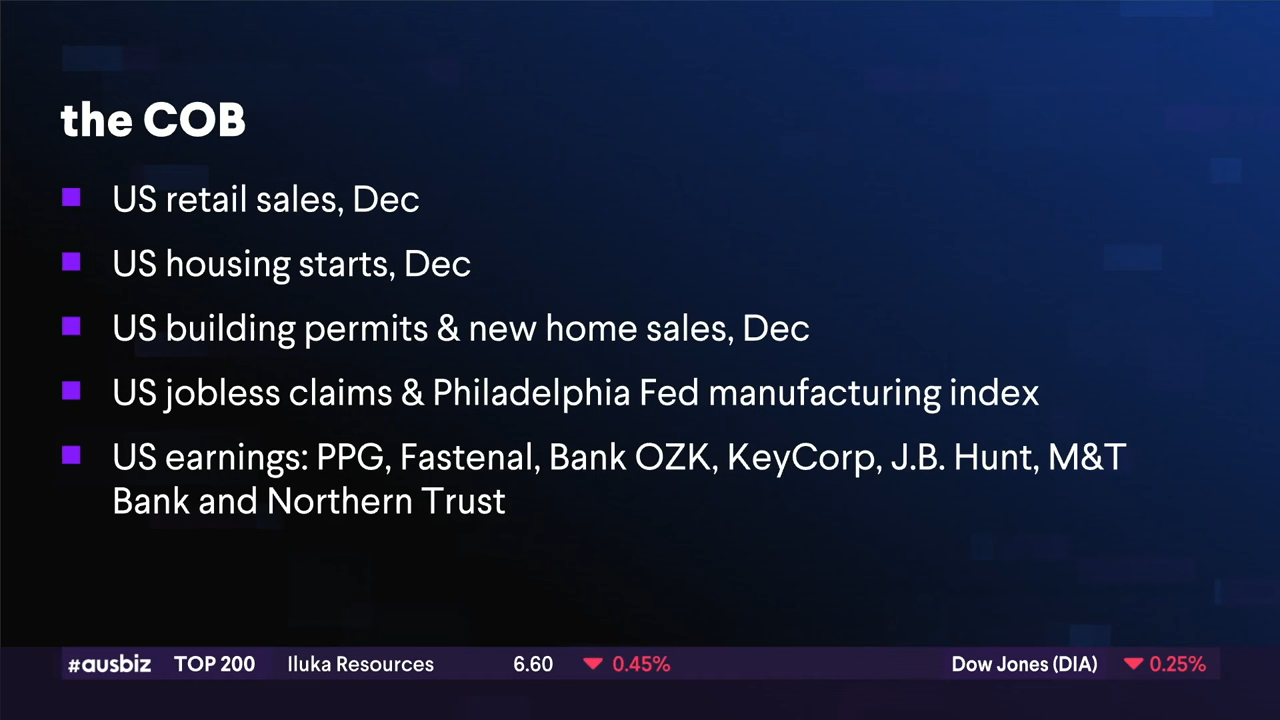 the COB
US retail sales, Dec
US housing starts, Dec
US building permits & new home sales, Dec
US jobless claims & Philadelphia Fed manufacturing index
US earnings: PPG, Fastenal, Bank OZK, KeyCorp, J.B. Hunt, M&T
Bank and Northern Trust
#ausbiz TOP 200 Iluka Resources 6.60 ▼ 0.45% Dow Jones (DIA) ▼ 0.25%